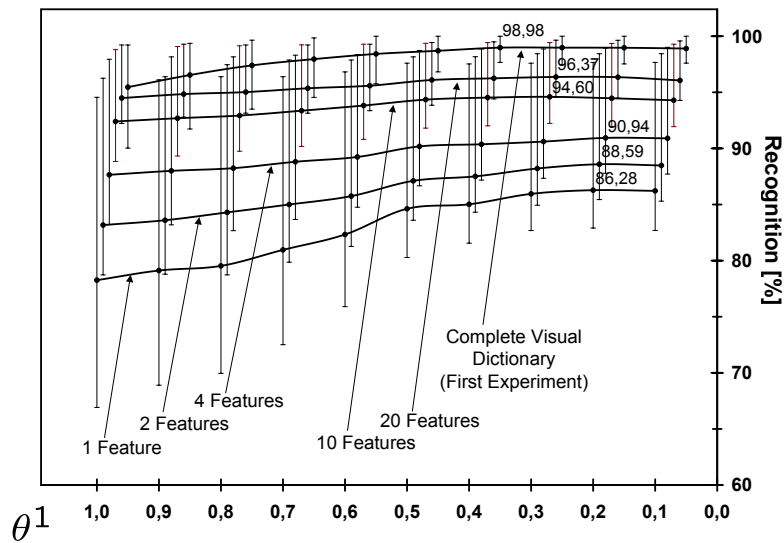 98,98
96,37
94,60
90,94
88,59
86,28
100
90
80
70
60
Recognition [%]
Complete Visual
Dictionary
(First Experiment)
20 Features
10 Features
4 Features
2 Features
1 Feature
1,0 0,9 0,8 0,7 0,6 0,5 0,4 0,3 0,2 0,1 0,0
θ¹